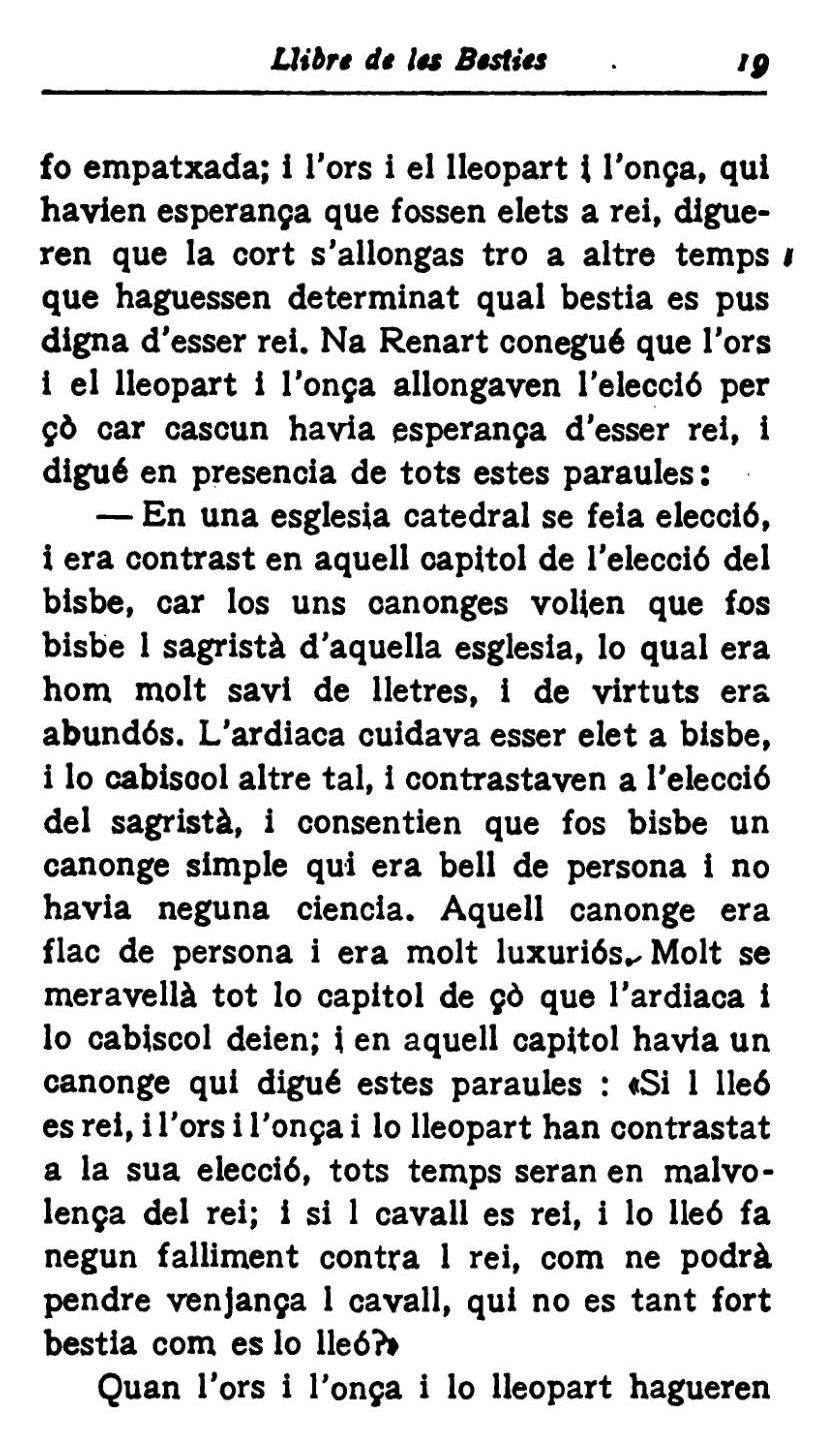 Llibre de les Besties 19
fo empatxada; i l'ors i el lleopart i l'onça, qui
havien esperança que fossen elets a rei, digue-
ren que la cort s'allongas tro a altre temps
que haguessen determinat qual bestia es pus
digna d'esser rei. Na Renart conegué que l'ors
i el lleopart i l'onça allongaven l'elecció per
çò car cascun havia esperança d'esser rei, i
digué en presencia de tots estes paraules:
— En una esglesia catedral se feia elecció,
i era contrast en aquell capitol de l'elecció del
bisbe, car los uns canonges volien que fos
bisbe l sagristà d'aquella esglesia, lo qual era
hom molt savi de lletres, i de virtuts era
abundós. L'ardiaca cuidava esser elet a bisbe,
i lo cabiscol altre tal, i contrastaven a l'elecció
del sagristà, i consentien que fos bisbe un
canonge simple qui era bell de persona i no
havia neguna ciencia. Aquell canonge era
flac de persona i era molt luxuriós. Molt se
meravellà tot lo capitol de çò que l'ardiaca i
lo cabiscol deien; i en aquell capitol havia un
canonge qui digué estes paraules : «Si l lleó
es rei, i l'ors i l'onça i lo lleopart han contrastat
a la sua elecció, tots temps seran en malvo-
lença del rei; i si l cavall es rei, i lo lleó fa
negun falliment contra l rei, com ne podrà
pendre venjança l cavall, qui no es tant fort
bestia com es lo lleó?»
Quan l'ors i l'onça i lo lleopart hagueren